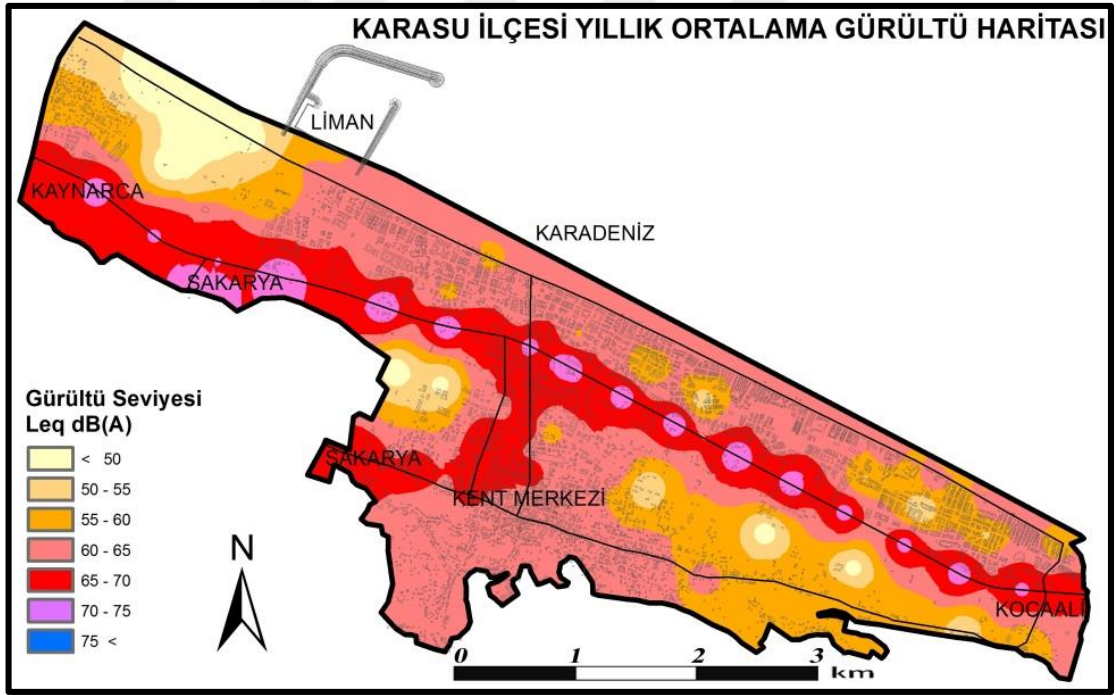 KARASU İLÇESİ YILLIK ORTALAMA GÜRÜLTÜ HARİTASI
LİMAN
KAYNARCA
KARADENİZ
SAKARYA
SAKARYA
KENT MERKEZİ
KOCAALİ
Gürültü Seviyesi
Leq dB(A)
< 50
50 - 55
55 - 60
60 - 65
65 - 70
70 - 75
75 <
N
0 1 2 3
km